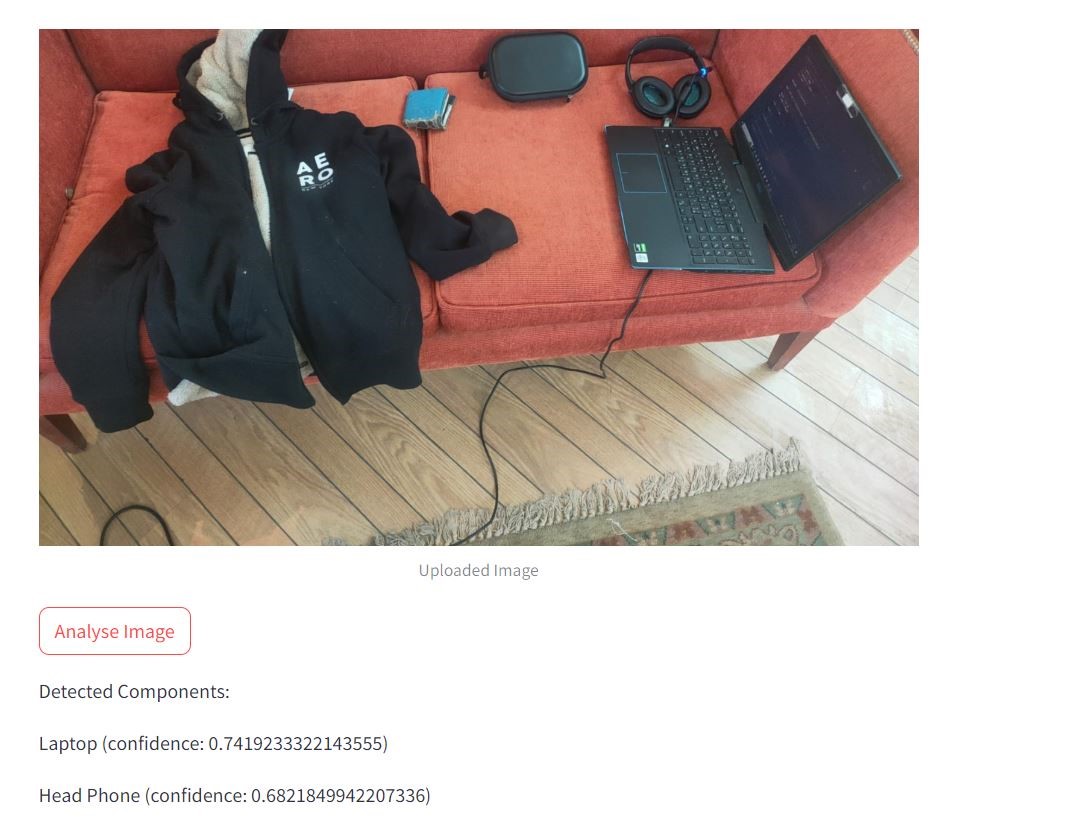 AE
RO
NEW YORK
Uploaded Image
Analyse Image
Detected Components:
Laptop (confidence: 0.7419233322143555)
Head Phone (confidence: 0.6821849942207336)